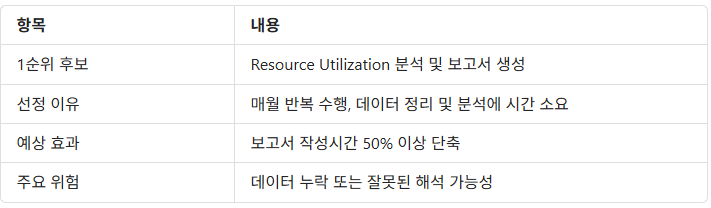 항목 내용
1순위 후보 Resource Utilization 분석 및 보고서 생성
선정 이유 매월 반복 수행, 데이터 정리 및 분석에 시간 소요
예상 효과 보고서 작성시간 50% 이상 단축
주요 위험 데이터 누락 또는 잘못된 해석 가능성